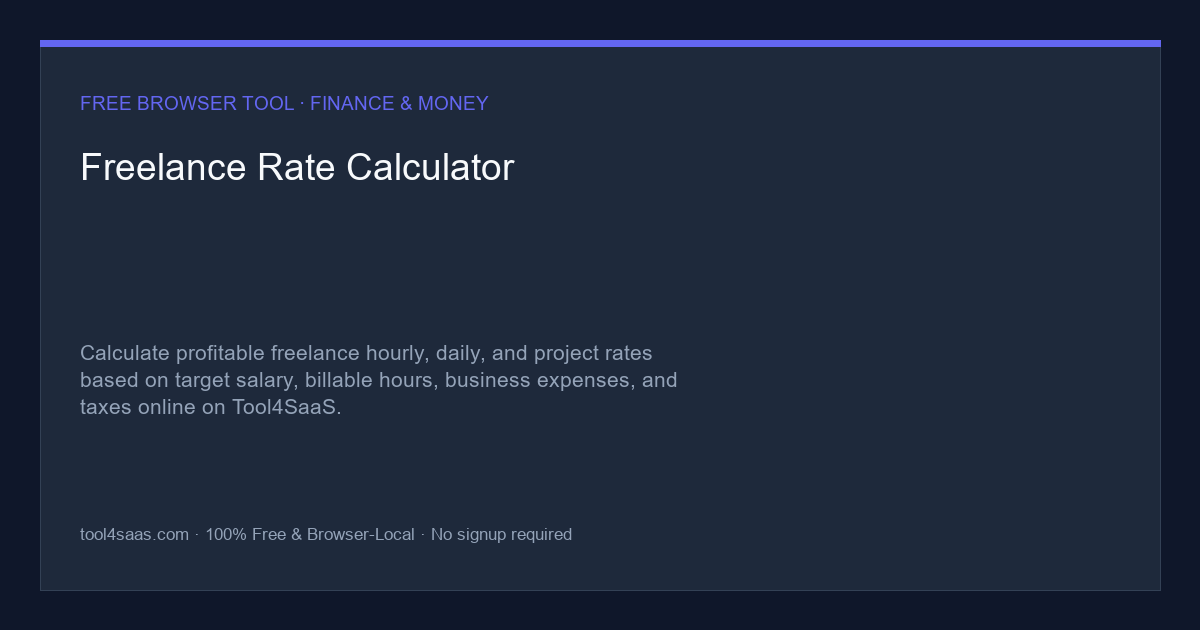 FREE BROWSER TOOL · FINANCE & MONEY
Freelance Rate Calculator
Calculate profitable freelance hourly, daily, and project rates
based on target salary, billable hours, business expenses, and
taxes online on Tool4SaaS.
tool4saas.com · 100% Free & Browser-Local · No signup required